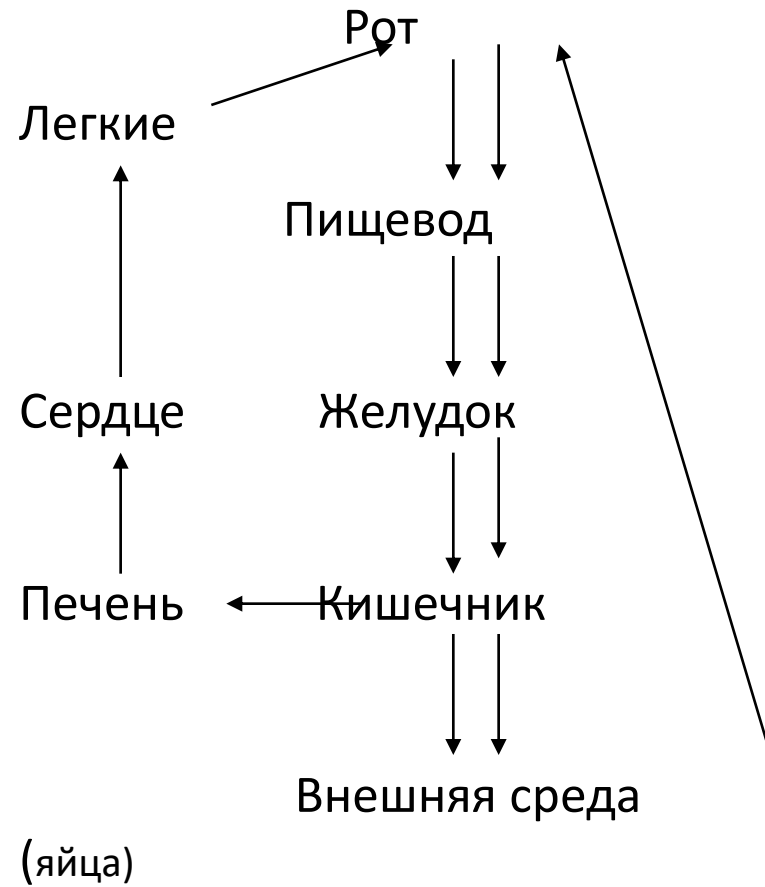 Рот
Легкие
Пищевод
Сердце
Желудок
Печень
Кишечник
Внешняя среда
(яйца)